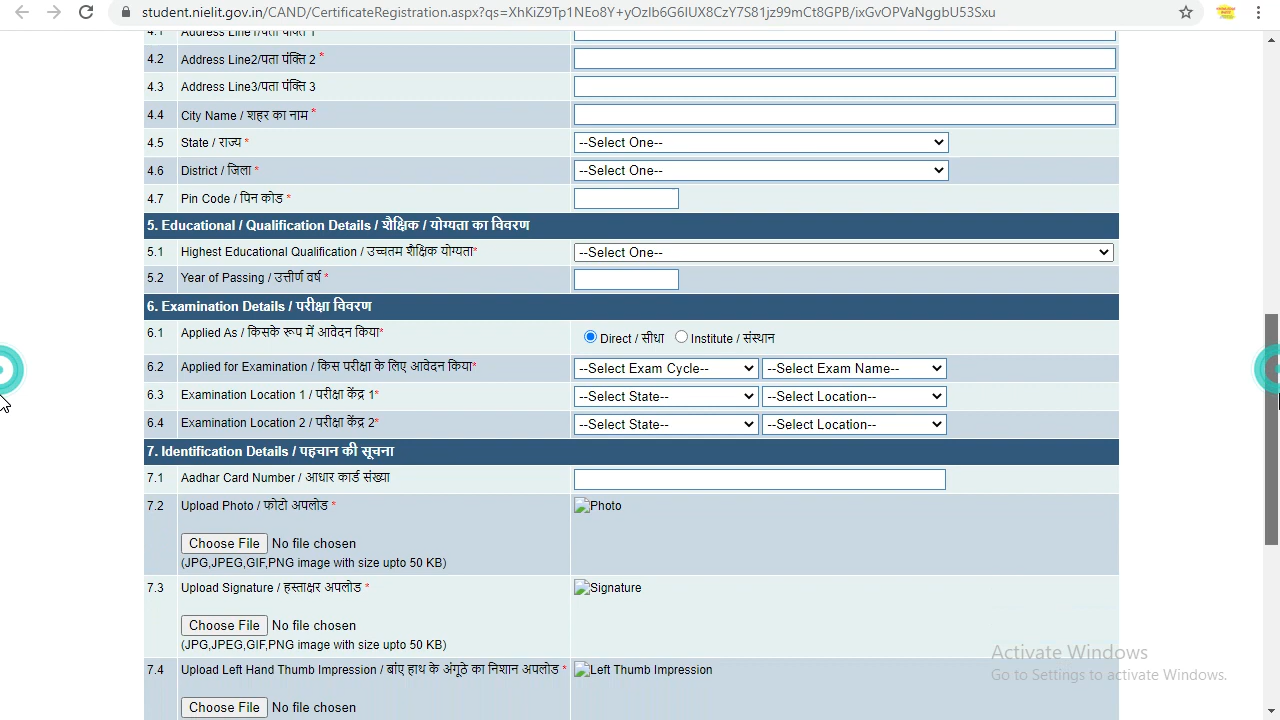 student.nielit.gov.in/CAND/CertificateRegistration.aspx?qs=XhKjZ9Tp1NEo8Y+yOzIb6G6IUX8CzY7S81jz99mCt8GPB/ixGvOPVaNggbU53Sxu
4.1 Address Line1/पता पंक्ति 1
4.2 Address Line2/पता पंक्ति 2 *
4.3 Address Line3/पता पंक्ति 3
4.4 City Name / शहर का नाम *
4.5 State / राज्य * --Select One--
4.6 District / जिला * --Select One--
4.7 Pin Code / पिन कोड *
5. Educational / Qualification Details / शैक्षिक / योग्यता का विवरण
5.1 Highest Educational Qualification / उच्चतम शैक्षिक योग्यता* --Select One--
5.2 Year of Passing / उत्तीर्ण वर्ष *
6. Examination Details / परीक्षा विवरण
6.1 Applied As / किसके रूप में आवेदन किया* Direct / सीधा Institute / संस्थान
6.2 Applied for Examination / किस परीक्षा के लिए आवेदन किया* --Select Exam Cycle-- --Select Exam Name--
6.3 Examination Location 1 / परीक्षा केंद्र 1* --Select State-- --Select Location--
6.4 Examination Location 2 / परीक्षा केंद्र 2* --Select State-- --Select Location--
7. Identification Details / पहचान की सूचना
7.1 Aadhar Card Number / आधार कार्ड संख्या
7.2 Upload Photo / फोटो अपलोड * Photo
Choose File No file chosen
(JPG,JPEG,GIF,PNG image with size upto 50 KB)
7.3 Upload Signature / हस्ताक्षर अपलोड * Signature
Choose File No file chosen
(JPG,JPEG,GIF,PNG image with size upto 50 KB)
Activate Windows
7.4 Upload Left Hand Thumb Impression / बांए हाथ के अंगूठे का निशान अपलोड * Left Thumb Impression
Go to Settings to activate Windows.
Choose File No file chosen